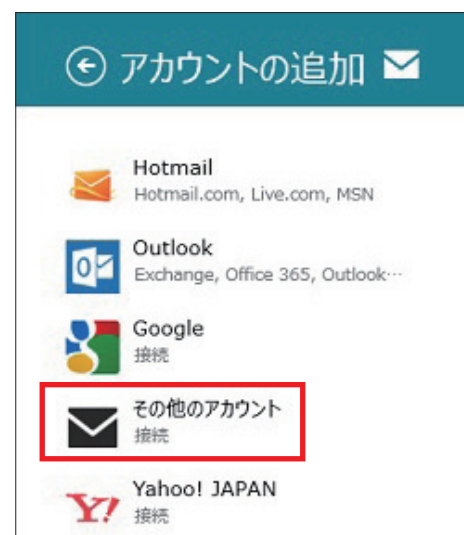 アカウントの追加
Hotmail
Hotmail.com, Live.com, MSN
Outlook
Exchange, Office 365, Outlook…
Google
接続
その他のアカウント
接続
Yahoo! JAPAN
接続